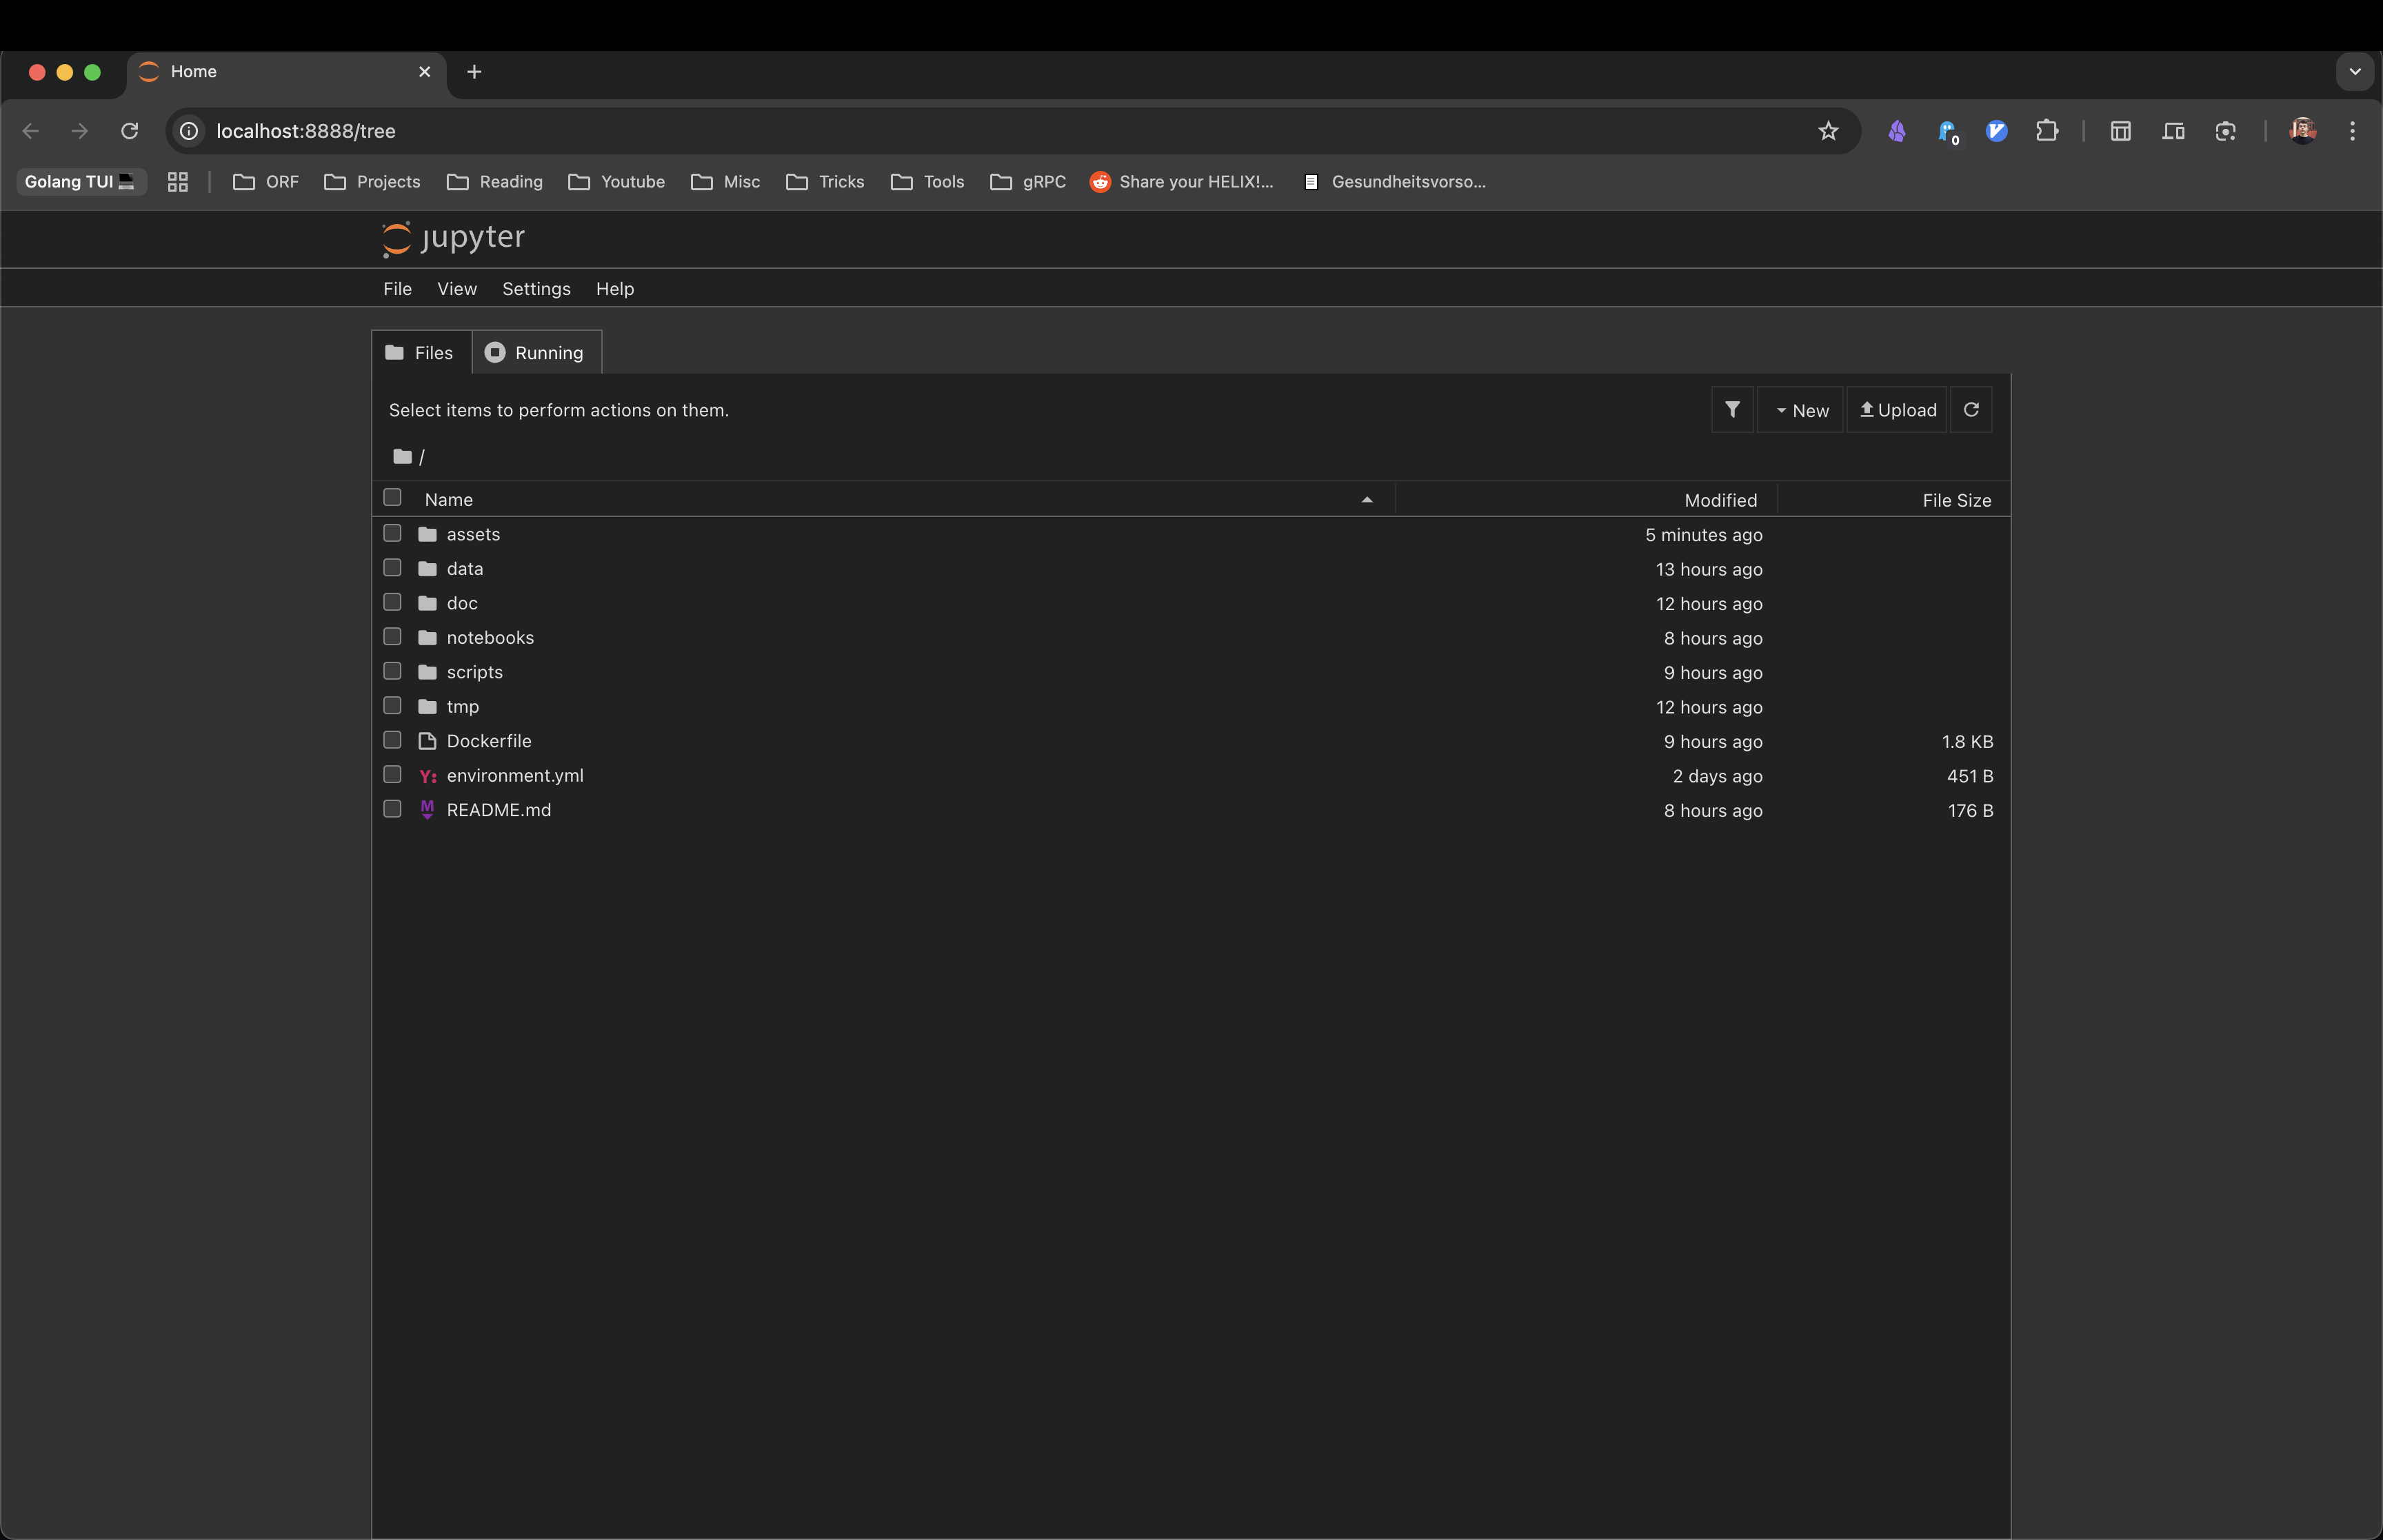 Home
localhost:8888/tree
0
Golang TUI ORF Projects Reading Youtube Misc Tricks Tools gRPC Share your HELIX!... Gesundheitsvorso...
jupyter
File View Settings Help
Files Running
Select items to perform actions on them. New Upload
/
Name Modified File Size
assets 5 minutes ago
data 13 hours ago
doc 12 hours ago
notebooks 8 hours ago
scripts 9 hours ago
tmp 12 hours ago
Dockerfile 9 hours ago 1.8 KB
Y: environment.yml 2 days ago 451 B
M README.md 8 hours ago 176 B